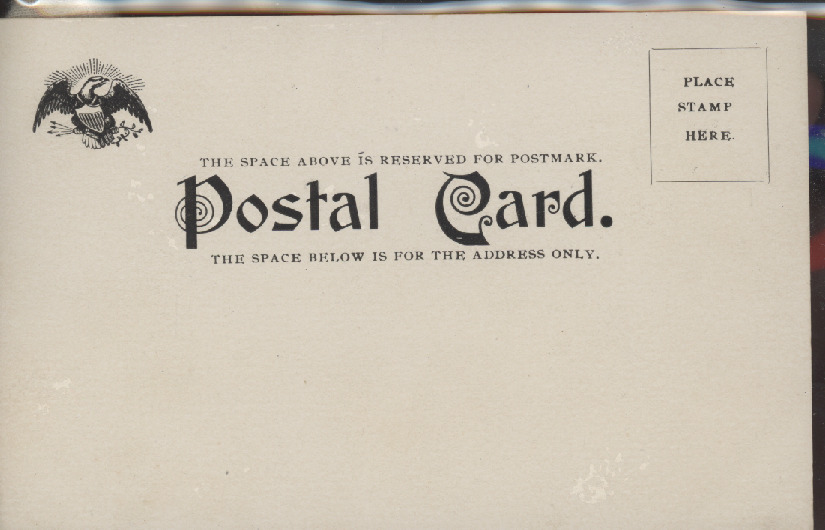 PLACE
STAMP
HERE.
THE SPACE ABOVE IS RESERVED FOR POSTMARK.
Postal Card.
THE SPACE BELOW IS FOR THE ADDRESS ONLY.